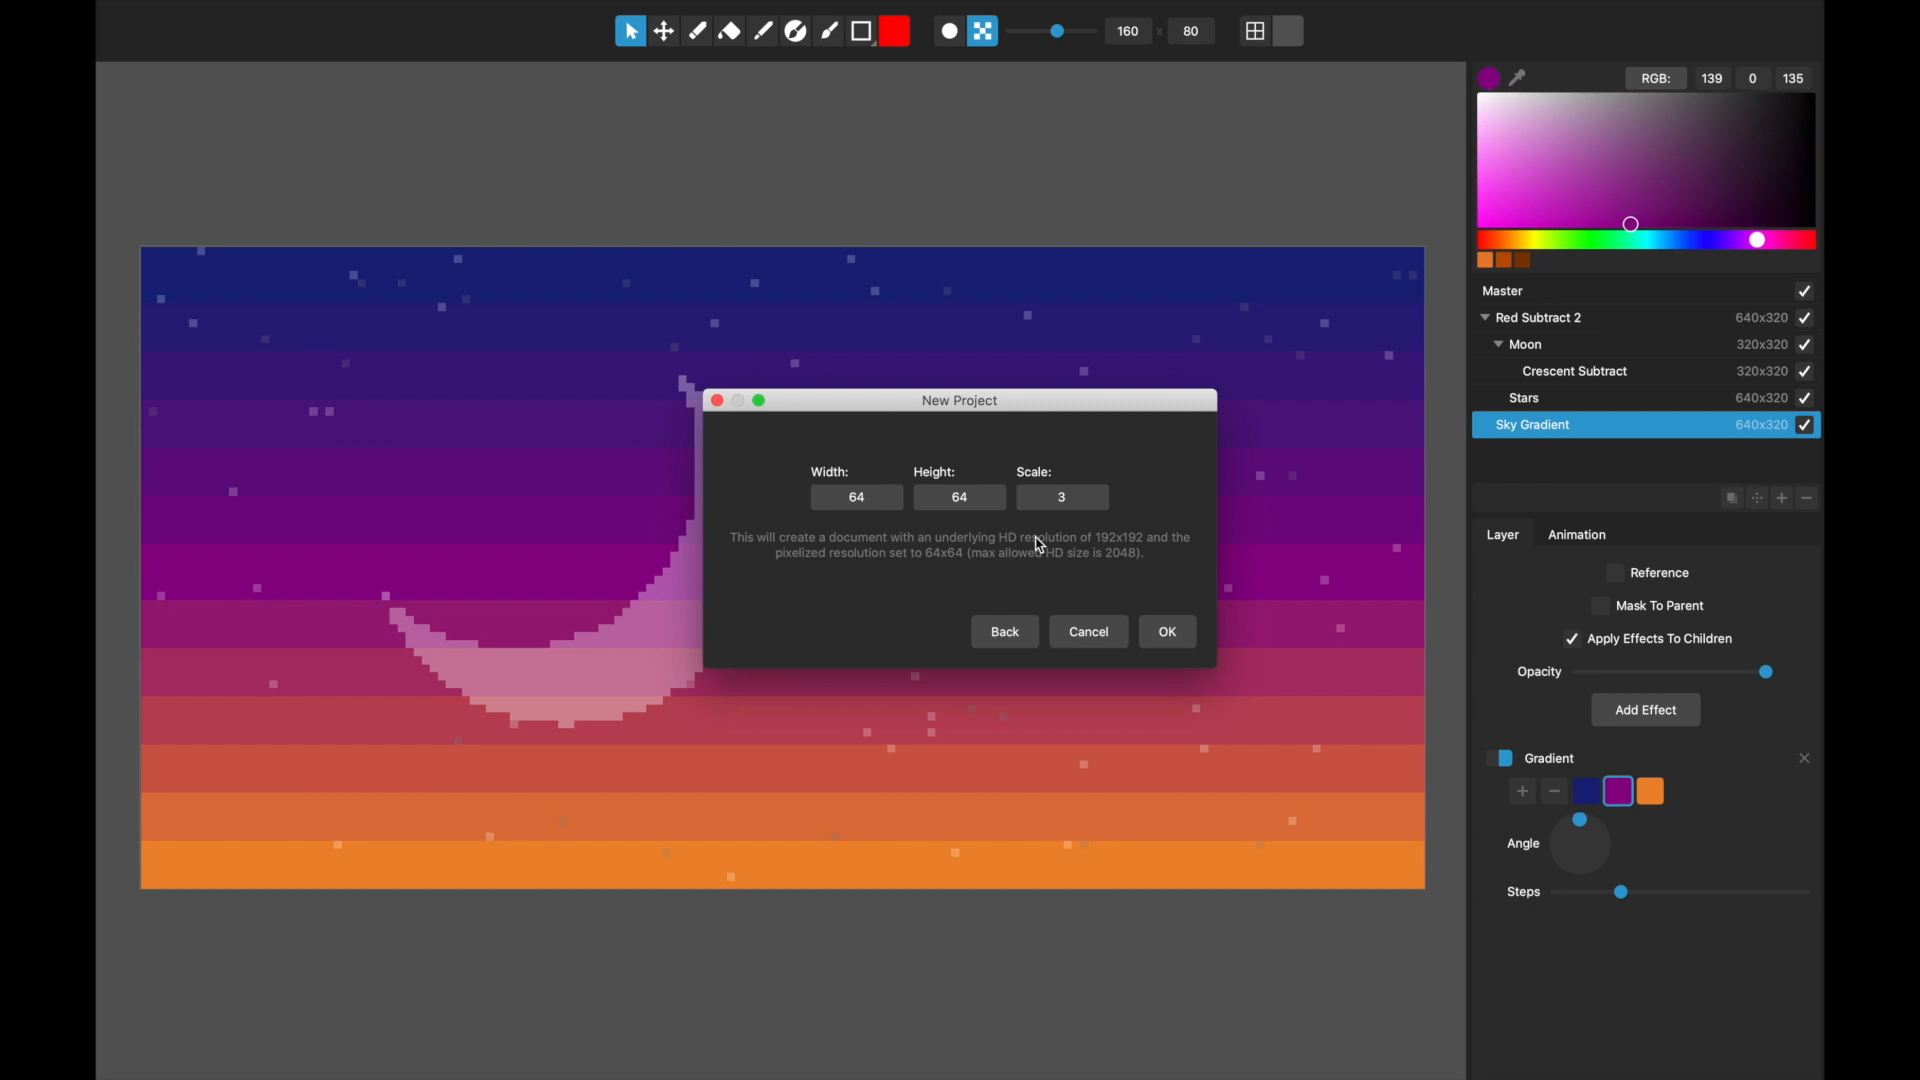 160 x 80
RGB: 139 0 135
Master
Red Subtract 2 640x320
Moon 320x320
Crescent Subtract 320x320
Stars 640x320
Sky Gradient 640x320
New Project
Width: Height: Scale:
64 64 3
This will create a document with an underlying HD resolution of 192x192 and the
pixelized resolution set to 64x64 (max allowed HD size is 2048).
Back Cancel OK
Layer Animation
Reference
Mask To Parent
Apply Effects To Children
Opacity
Add Effect
Gradient
Angle
Steps